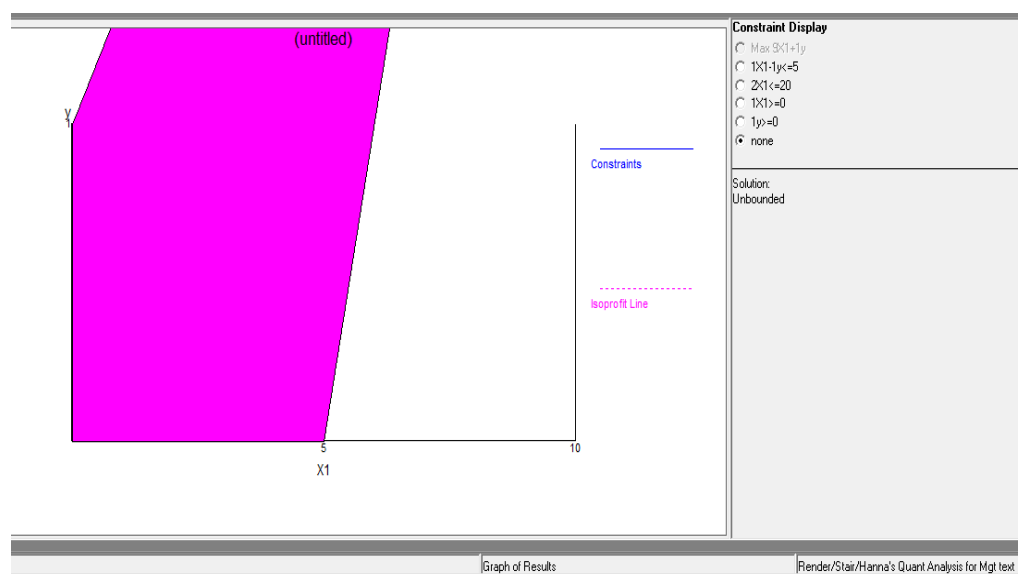 (untitled)
y
1
Constraints
Isoprofit Line
5
10
X1
Constraint Display
Max 9X1+1y
1X1-1y<=5
2X1<=20
1X1>=0
1y>=0
none
Solution:
Unbounded
Graph of Results
Render/Stair/Hanna's Quant Analysis for Mgt text